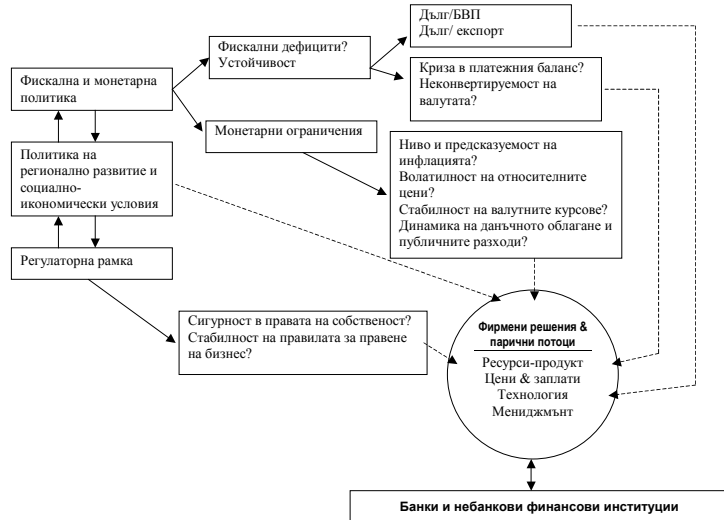 Дълг/БВП
Дълг/ експорт
Фискални дефицити?
Устойчивост
Фискална и монетарна
политика
Криза в платежния баланс?
Неконвертируемост на
валутата?
Монетарни ограничения
Политика на
регионално развитие и
социално-
икономически условия
Ниво и предсказуемост на
инфлацията?
Волатилност на относителните
цени?
Стабилност на валутните курсове?
Динамика на данъчното облагане и
публичните разходи?
Регулаторна рамка
Сигурност в правата на собственост?
Стабилност на правилата за правене
на бизнес?
Фирмени решения &
парични потоци
Ресурси-продукт
Цени & заплати
Технология
Мениджмънт
Банки и небанкови финансови институции